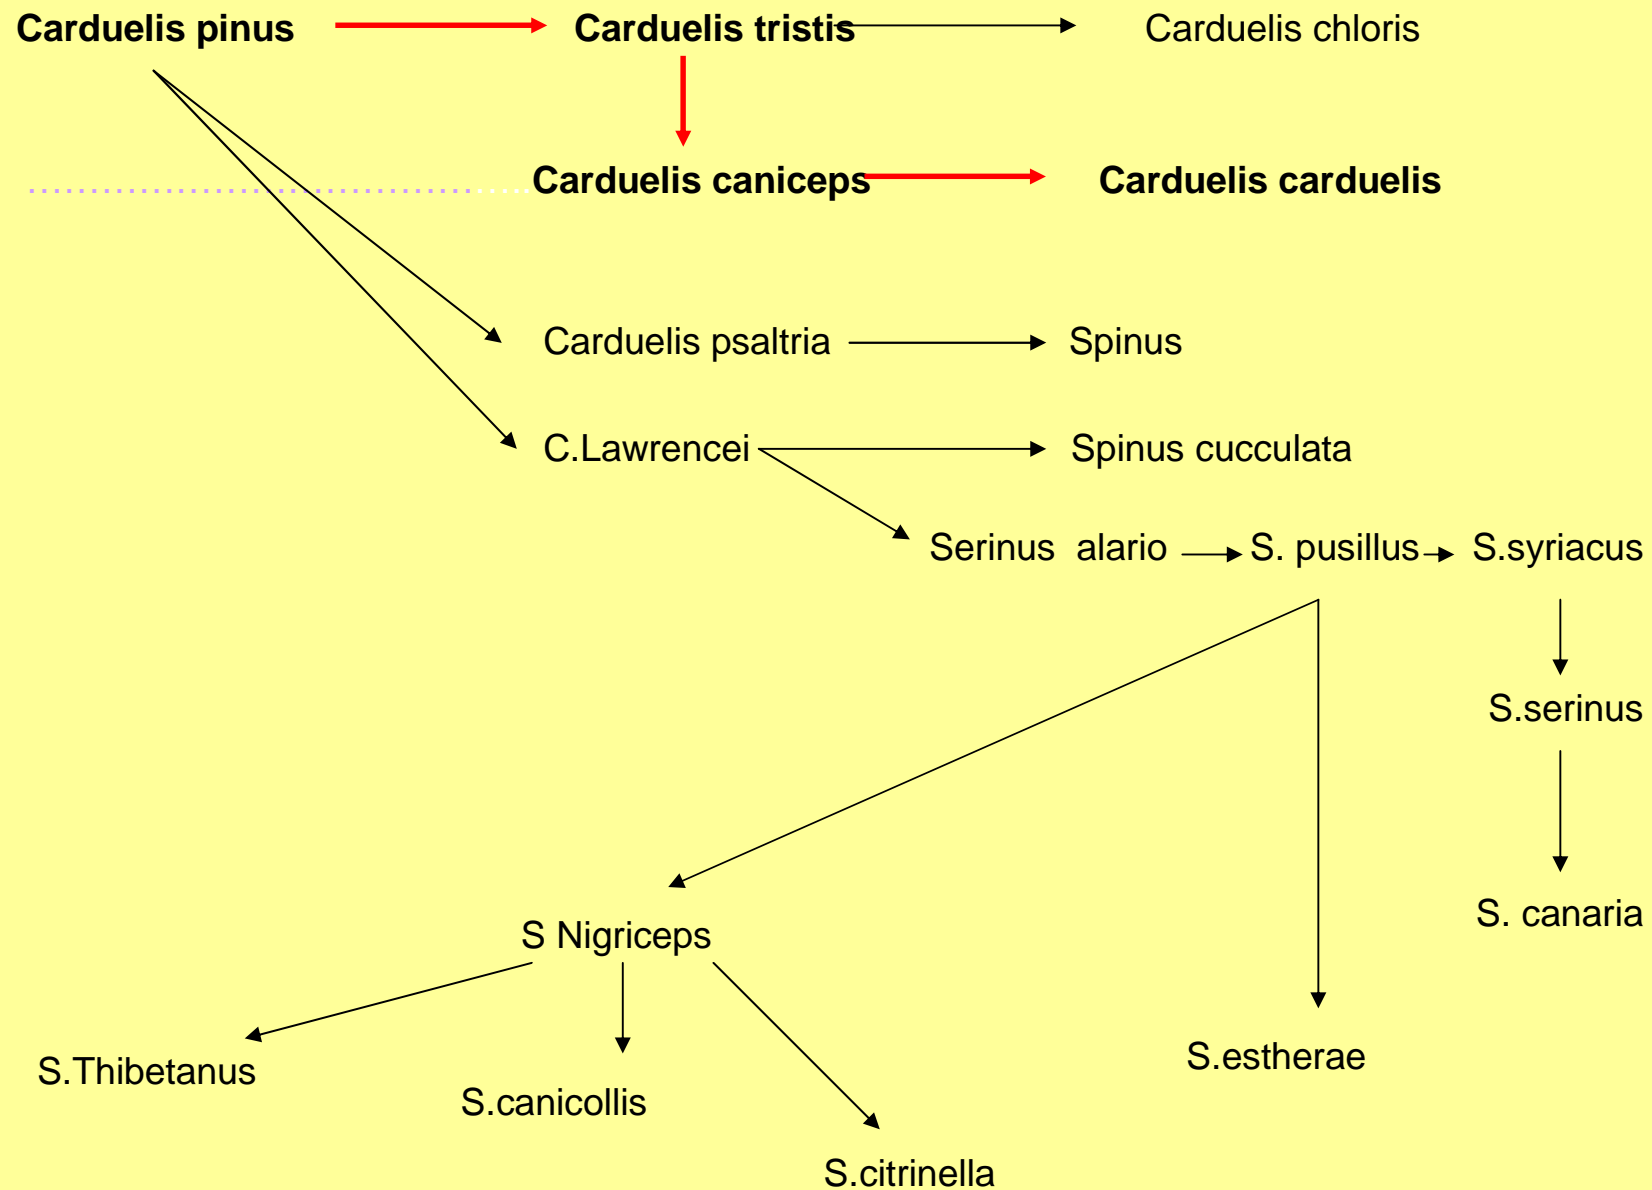 Carduelis pinus Carduelis tristis Carduelis chloris
Carduelis caniceps Carduelis carduelis
Carduelis psaltria Spinus
C.Lawrencei Spinus cucculata
Serinus alario S. pusillus S.syriacus
S.serinus
S. canaria
S Nigriceps
S.estherae
S.Thibetanus
S.canicollis
S.citrinella